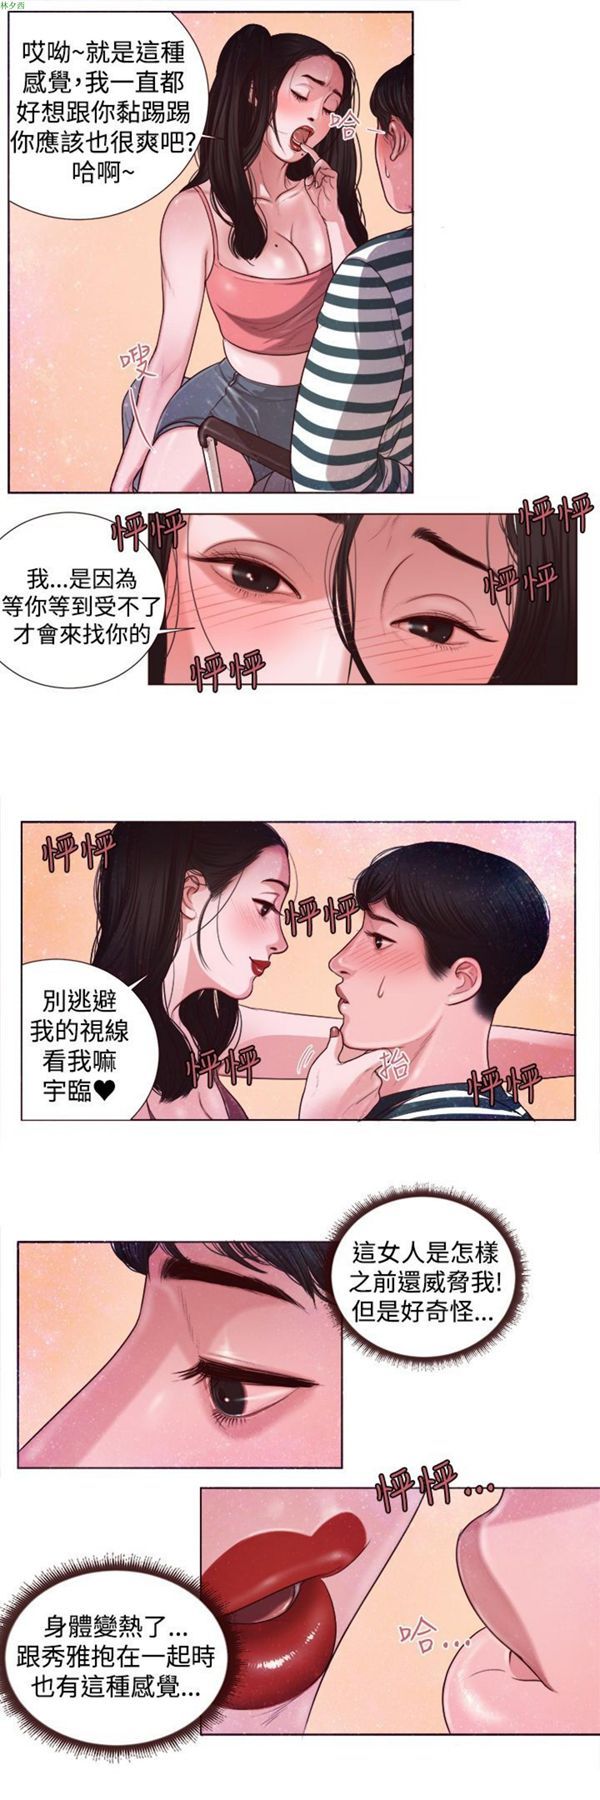 林夕西
哎呦~就是這種
感覺，我一直都
好想跟你黏踢踢
你應該也很爽吧?
哈啊~
哈
嗖
怦怦
怦怦
怦怦
我...是因為
等你等到受不了
才會來找你的
怦怦
怦怦
怦怦
別逃避
我的視線
看我嘛
宇臨♥
怦怦
怦怦
抬
這女人是怎樣
之前還威脅我!
但是好奇怪...
怦怦...
身體變熱了...
跟秀雅抱在一起時
也有這種感覺...
哈...